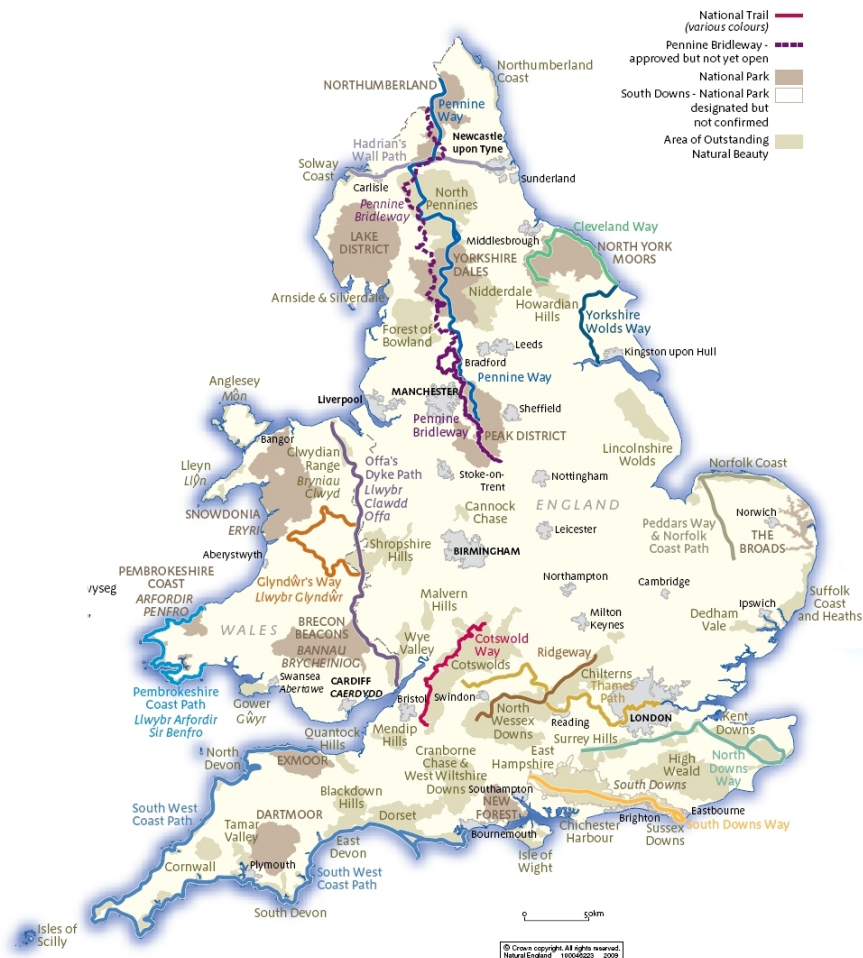 National Trail
(various colours)
Pennine Bridleway -
approved but not yet open
National Park
South Downs - National Park
designated but
not confirmed
Area of Outstanding
Natural Beauty
Northumberland
Coast
NORTHUMBERLAND
Pennine
Way
Hadrian's
Wall Path
Newcastle
upon Tyne
Solway
Coast
Carlisle
Sunderland
Pennine
Bridleway
North
Pennines
LAKE
DISTRICT
Middlesbrough
Cleveland Way
NORTH YORK
MOORS
YORKSHIRE
DALES
Arnside & Silverdale
Nidderdale
Howardian
Hills
Yorkshire
Wolds Way
Forest of
Bowland
Leeds
Bradford
Kingston upon Hull
Pennine Way
Anglesey
Môn
Liverpool
MANCHESTER
Sheffield
Pennine
Bridleway
PEAK DISTRICT
Bangor
Clwydian
Range
Bryniau
Clwyd
Offa's
Dyke Path
Llwybr
Clawdd
Offa
Lincolnshire
Wolds
Lleyn
Llŷn
Stoke-on-
Trent
Nottingham
Norfolk Coast
SNOWDONIA
ERYRI
Cannock
Chase
ENGLAND
Norwich
Leicester
Peddars Way
& Norfolk
Coast Path
THE
BROADS
Aberystwyth
Shropshire
Hills
BIRMINGHAM
PEMBROKESHIRE
COAST
ARFORDIR
PENFRO
Glyndŵr's Way
Llwybr Glyndŵr
yseg
Northampton
Cambridge
Malvern
Hills
Milton
Keynes
Ipswich
Suffolk
Coast
and Heaths
Dedham
Vale
WALES
BRECON
BEACONS
BANNAU
BRYCHEINIOG
Wye
Valley
Cotswold
Way
Cotswolds
Ridgeway
Chilterns
Thames
Path
Swansea
Abertawe
CARDIFF
CAERDYDD
Pembrokeshire
Coast Path
Llwybr Arfordir
Sir Benfro
Gower
Gŵyr
Bristol
Swindon
North
Wessex
Downs
Reading
LONDON
Kent
Downs
Quantock
Hills
Mendip
Hills
Surrey Hills
North
Devon
EXMOOR
Cranborne
Chase &
West Wiltshire
Downs
East
Hampshire
High
Weald
North
Downs
Way
South West
Coast Path
Blackdown
Hills
Southampton
NEW
FOREST
South Downs
DARTMOOR
Tamar
Valley
Dorset
East
Devon
Bournemouth
Chichester
Harbour
Brighton
Sussex
Downs
Eastbourne
South Downs Way
Cornwall
Plymouth
South West
Coast Path
Isle of
Wight
South Devon
Isles of
Scilly
0 50km
© Crown copyright. All rights reserved.
Natural England 100046223 2009